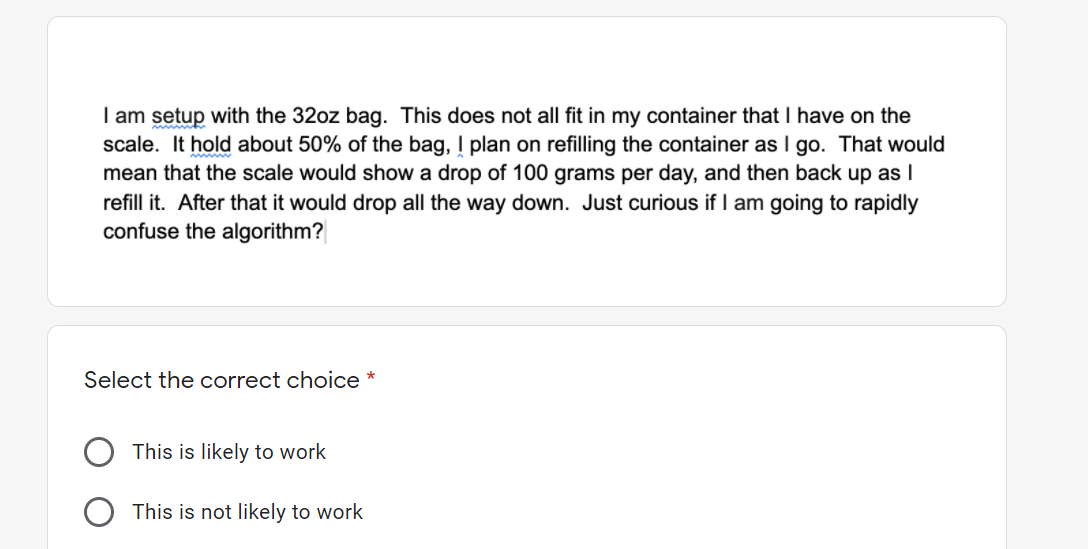 I am setup with the 32oz bag.  This does not all fit in my container that I have on the
scale.  It hold about 50% of the bag, I plan on refilling the container as I go.  That would
mean that the scale would show a drop of 100 grams per day, and then back up as I
refill it.  After that it would drop all the way down.  Just curious if I am going to rapidly
confuse the algorithm?
Select the correct choice *
This is likely to work
This is not likely to work